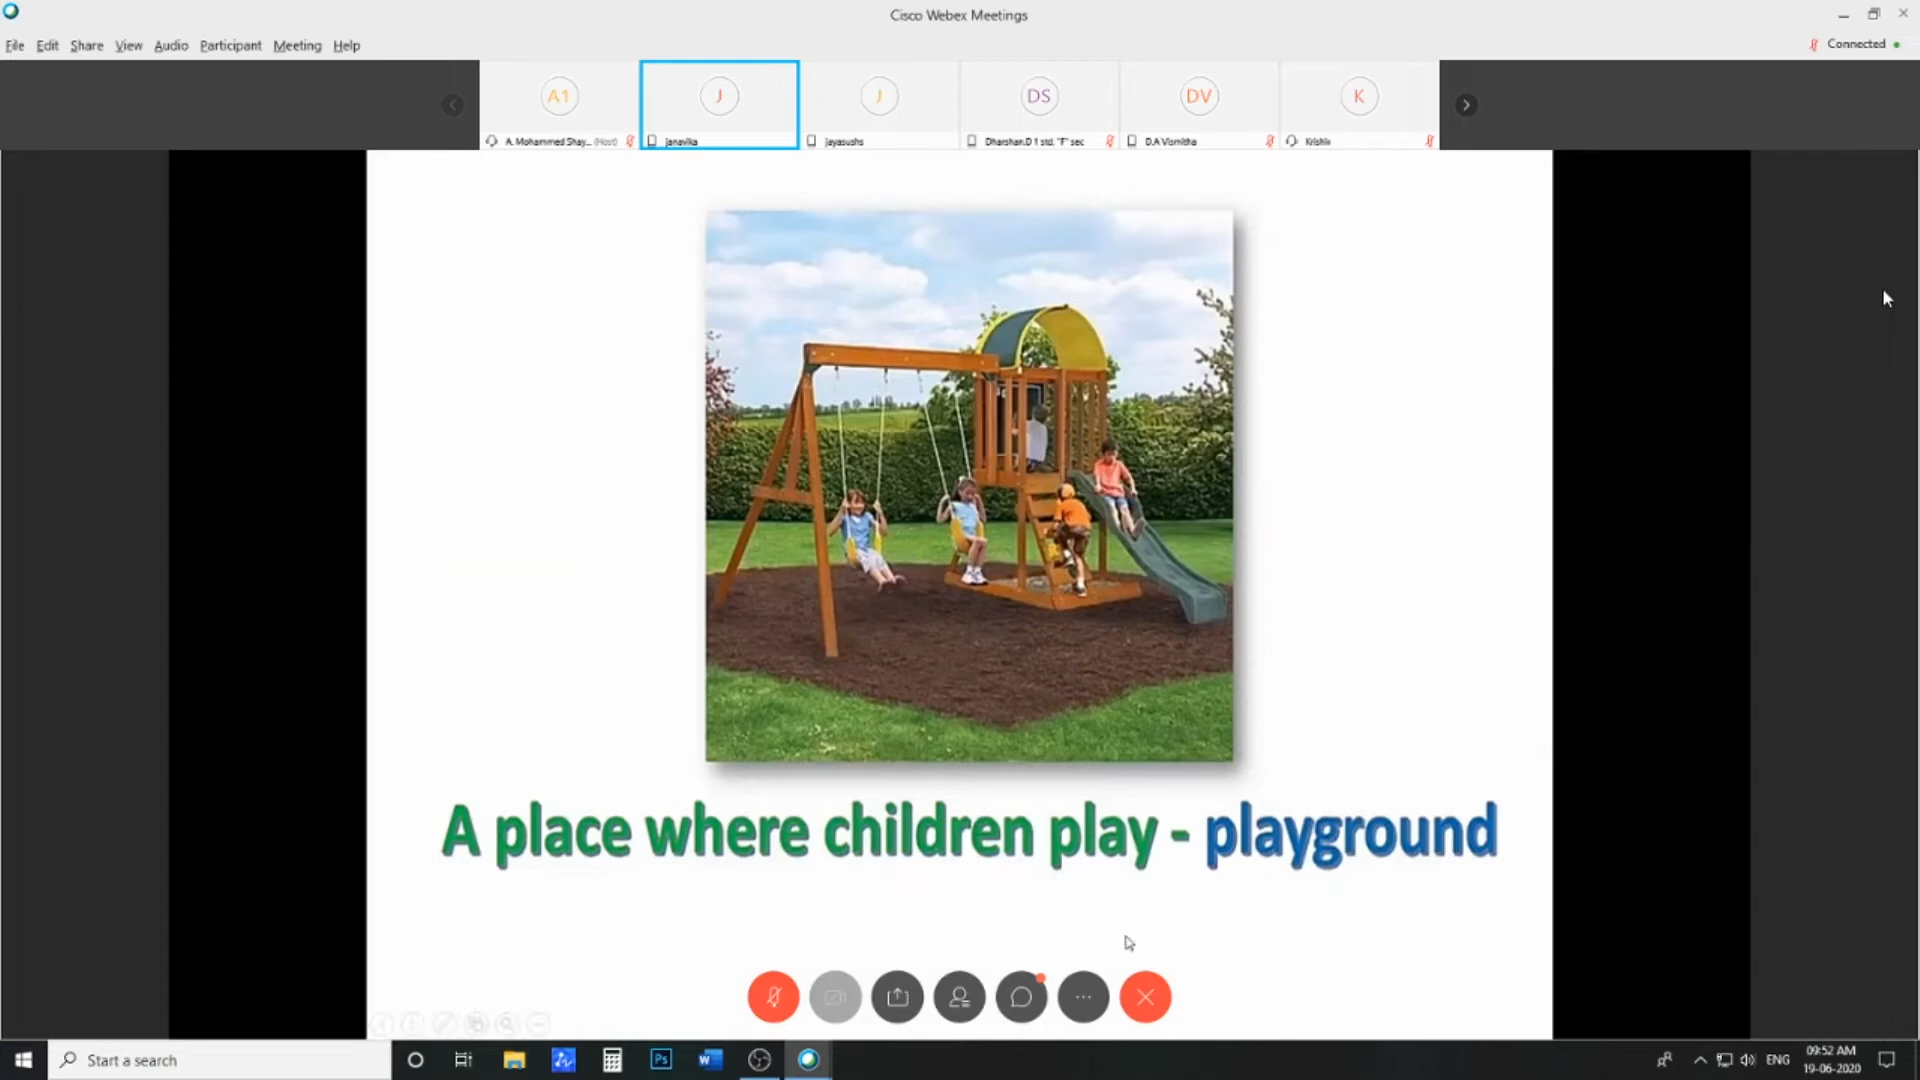 Cisco Webex Meetings
File Edit Share View Audio Participant Meeting Help
Connected
A1 J J DS DV K
A. Mohammed Shay... (Host) janavika jayasushs Dharshan.D 1 std, "F" sec D.A Vismitha Krishiv
A place where children play - playground
Start a search
Ps
ENG
09:52 AM
19-06-2020